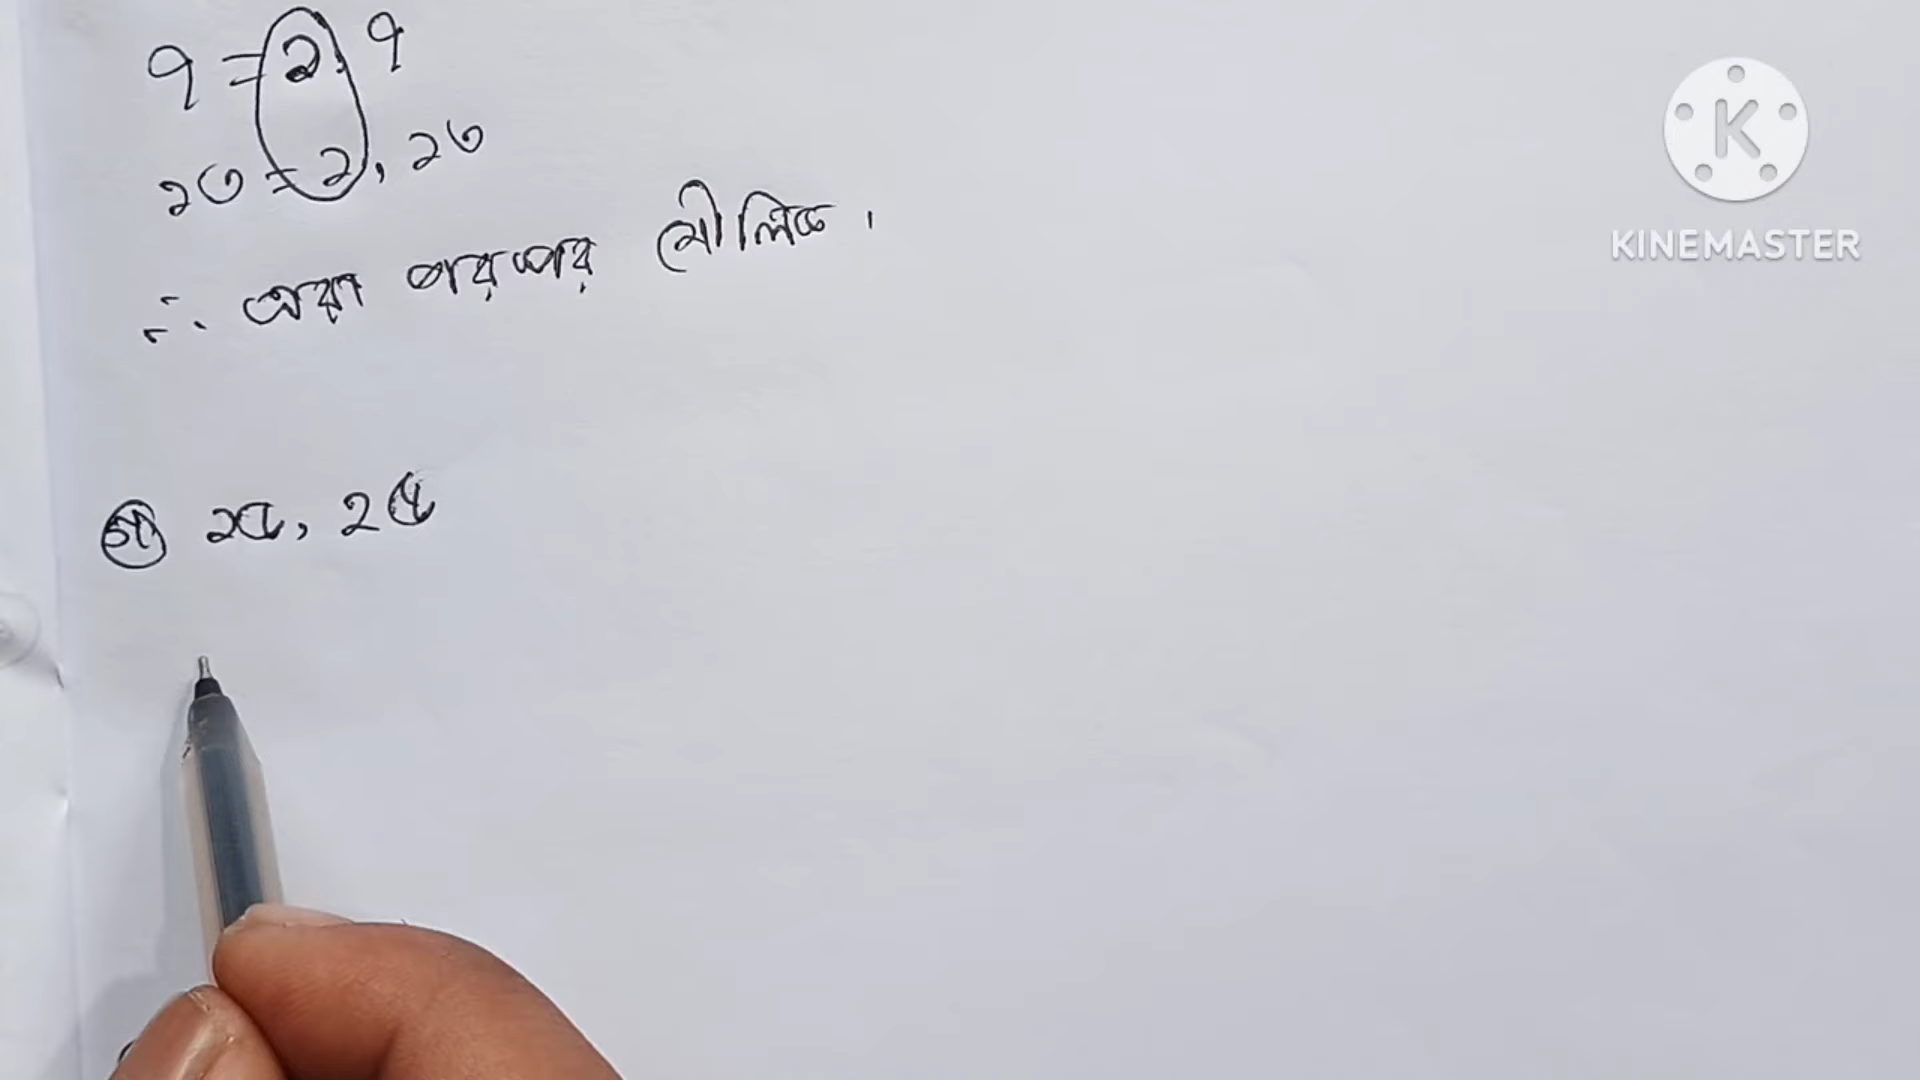 ৭ = ১, ৭
১৩ = ১, ১৩
∴ এরা পরস্পর মৌলিক।
গ ১৫, ২৫
K
KINEMASTER